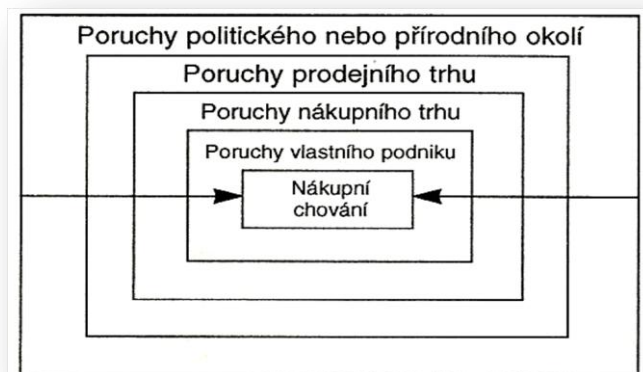 Poruchy politického nebo přírodního okolí
Poruchy prodejního trhu
Poruchy nákupního trhu
Poruchy vlastního podniku
Nákupní
chování